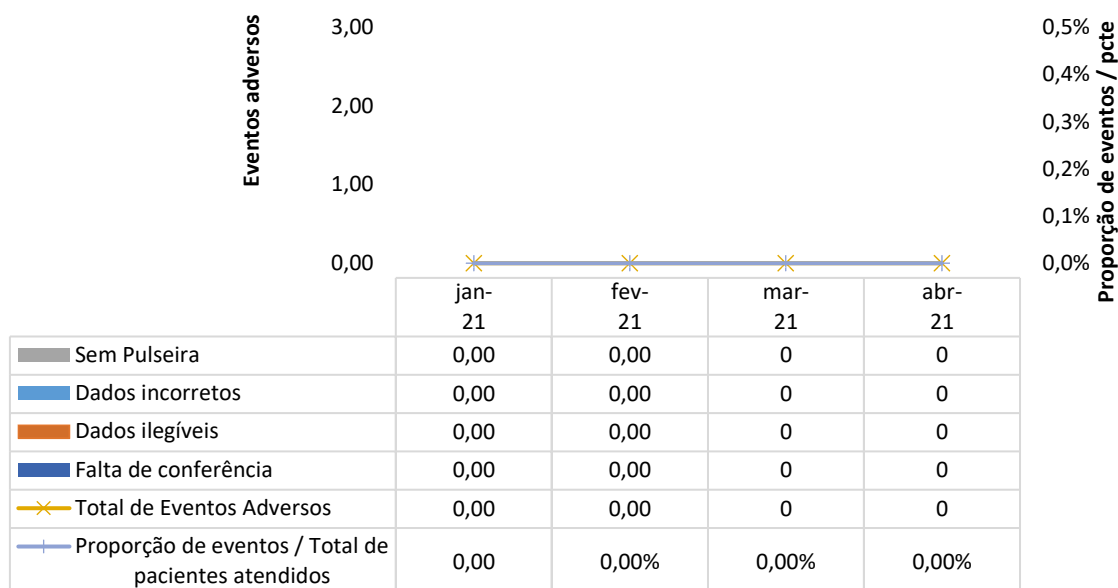 Eventos adversos
3,00
2,00
1,00
0,00
0,5%
0,4%
0,3%
0,2%
0,1%
0,0%
Proporção de eventos / pcte
jan-21 fev-21 mar-21 abr-21
Sem Pulseira 0,00 0,00 0 0
Dados incorretos 0,00 0,00 0 0
Dados ilegíveis 0,00 0,00 0 0
Falta de conferência 0,00 0,00 0 0
Total de Eventos Adversos 0,00 0,00 0 0
Proporção de eventos / Total de
pacientes atendidos 0,00 0,00% 0,00% 0,00%